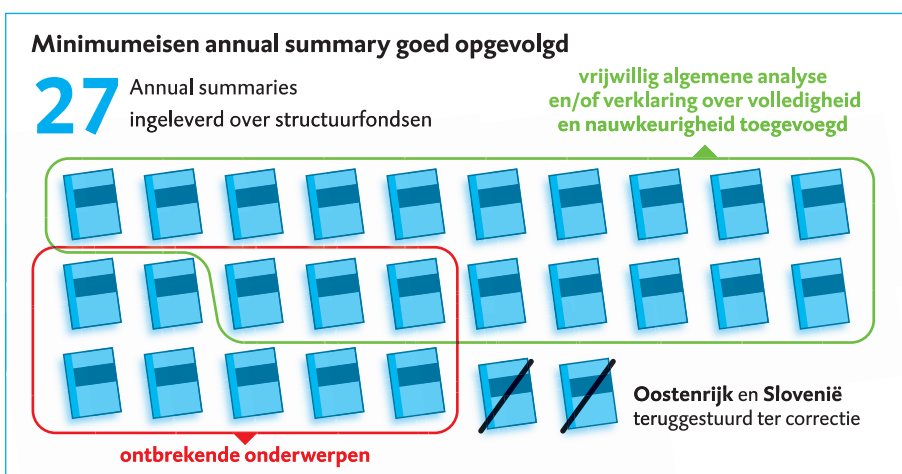 Minimumeisen annual summary goed opgevolgd
27 Annual summaries
ingeleverd over structuurfondsen
vrijwillig algemene analyse
en/of verklaring over volledigheid
en nauwkeurigheid toegevoegd
Oostenrijk en Slovenië
teruggestuurd ter correctie
ontbrekende onderwerpen